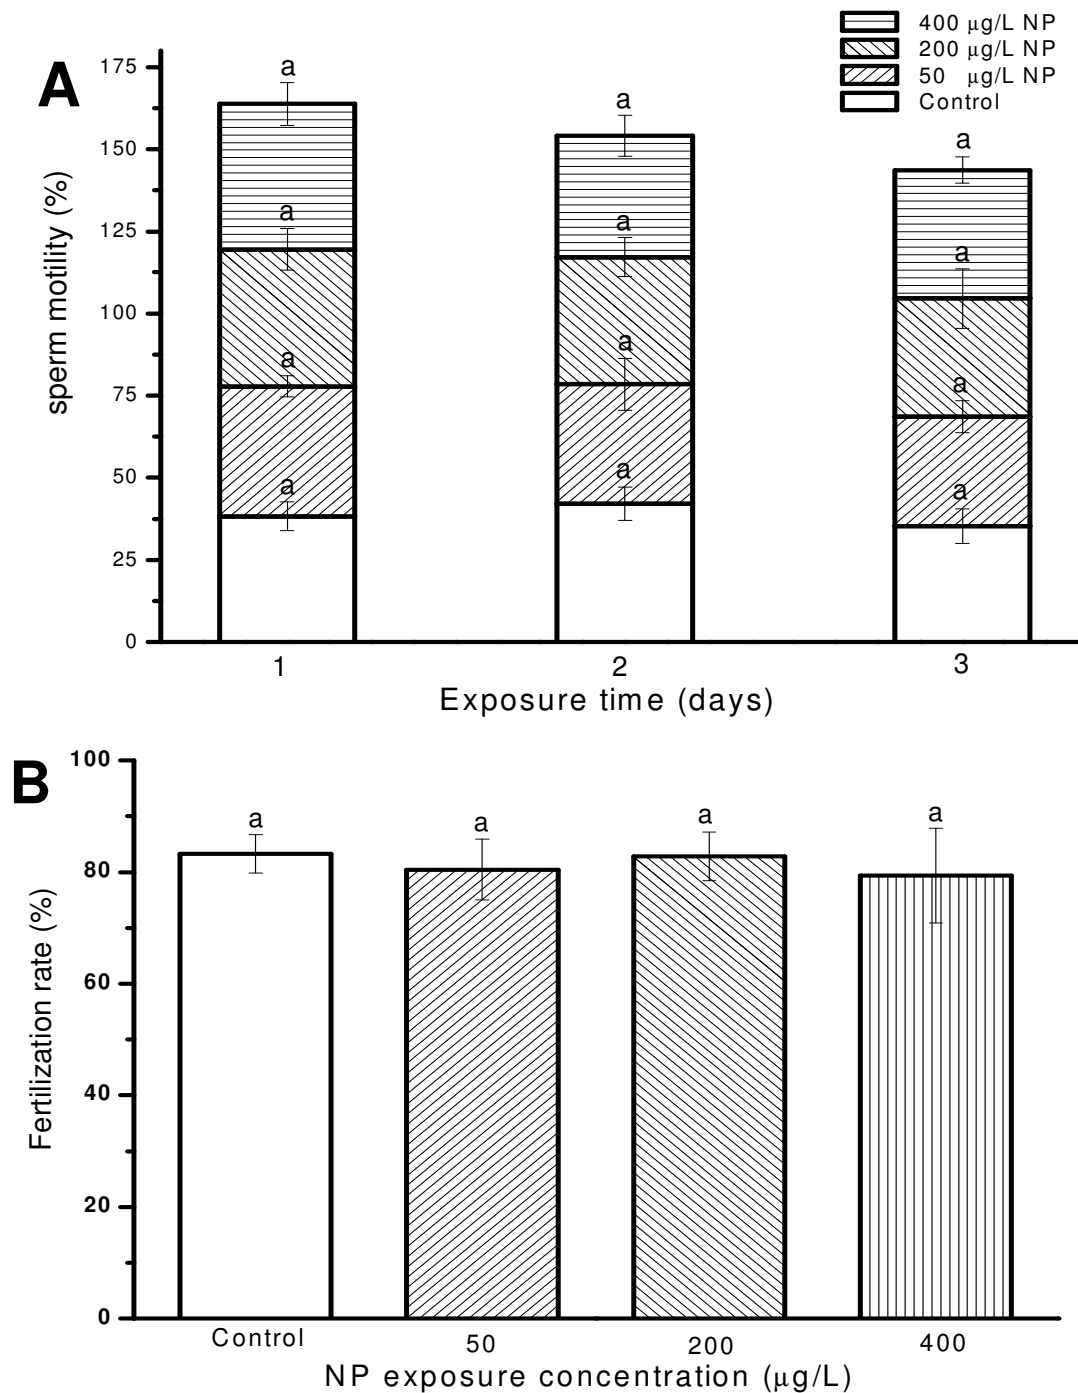 400 µg/L NP
200 µg/L NP
50 µg/L NP
Control
A
sperm motility (%)
175
150
125
100
75
50
25
0
a
a
a
a
a
a
a
a
a
a
a
a
1
2
3
Exposure time (days)
B
Fertilization rate (%)
100
80
60
40
20
0
a
a
a
a
Control
50
200
400
NP exposure concentration (µg/L)